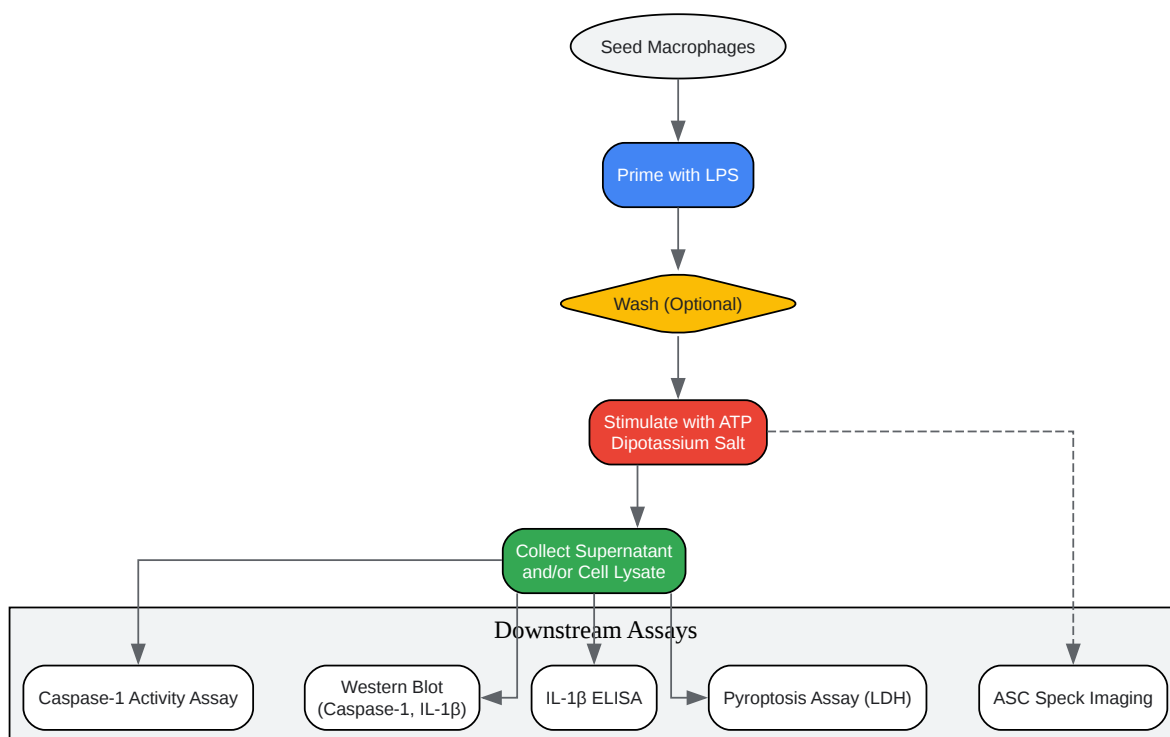 Seed Macrophages
Prime with LPS
Wash (Optional)
Stimulate with ATP
Dipotassium Salt
Collect Supernatant
and/or Cell Lysate
Downstream Assays
Caspase-1 Activity Assay
Western Blot
(Caspase-1, IL-1β)
IL-1β ELISA
Pyroptosis Assay (LDH)
ASC Speck Imaging